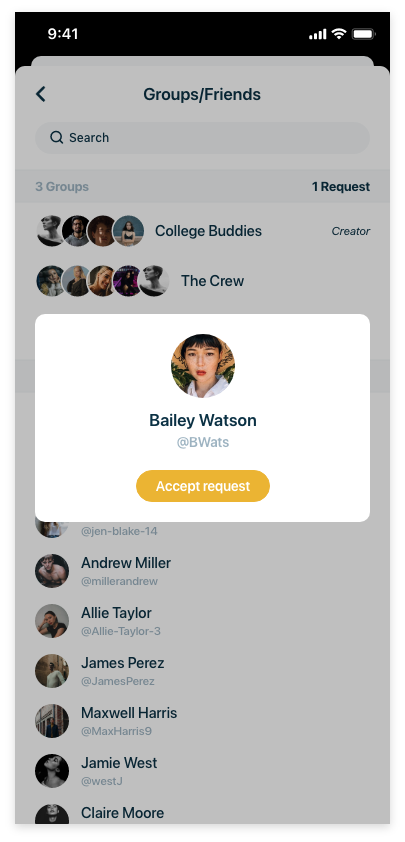 9:41
Groups/Friends
Search
3 Groups
1 Request
College Buddies
Creator
The Crew
Bailey Watson
@BWats
Accept request
@jen-blake-14
Andrew Miller
@millerandrew
Allie Taylor
@Allie-Taylor-3
James Perez
@JamesPerez
Maxwell Harris
@MaxHarris9
Jamie West
@westJ
Claire Moore